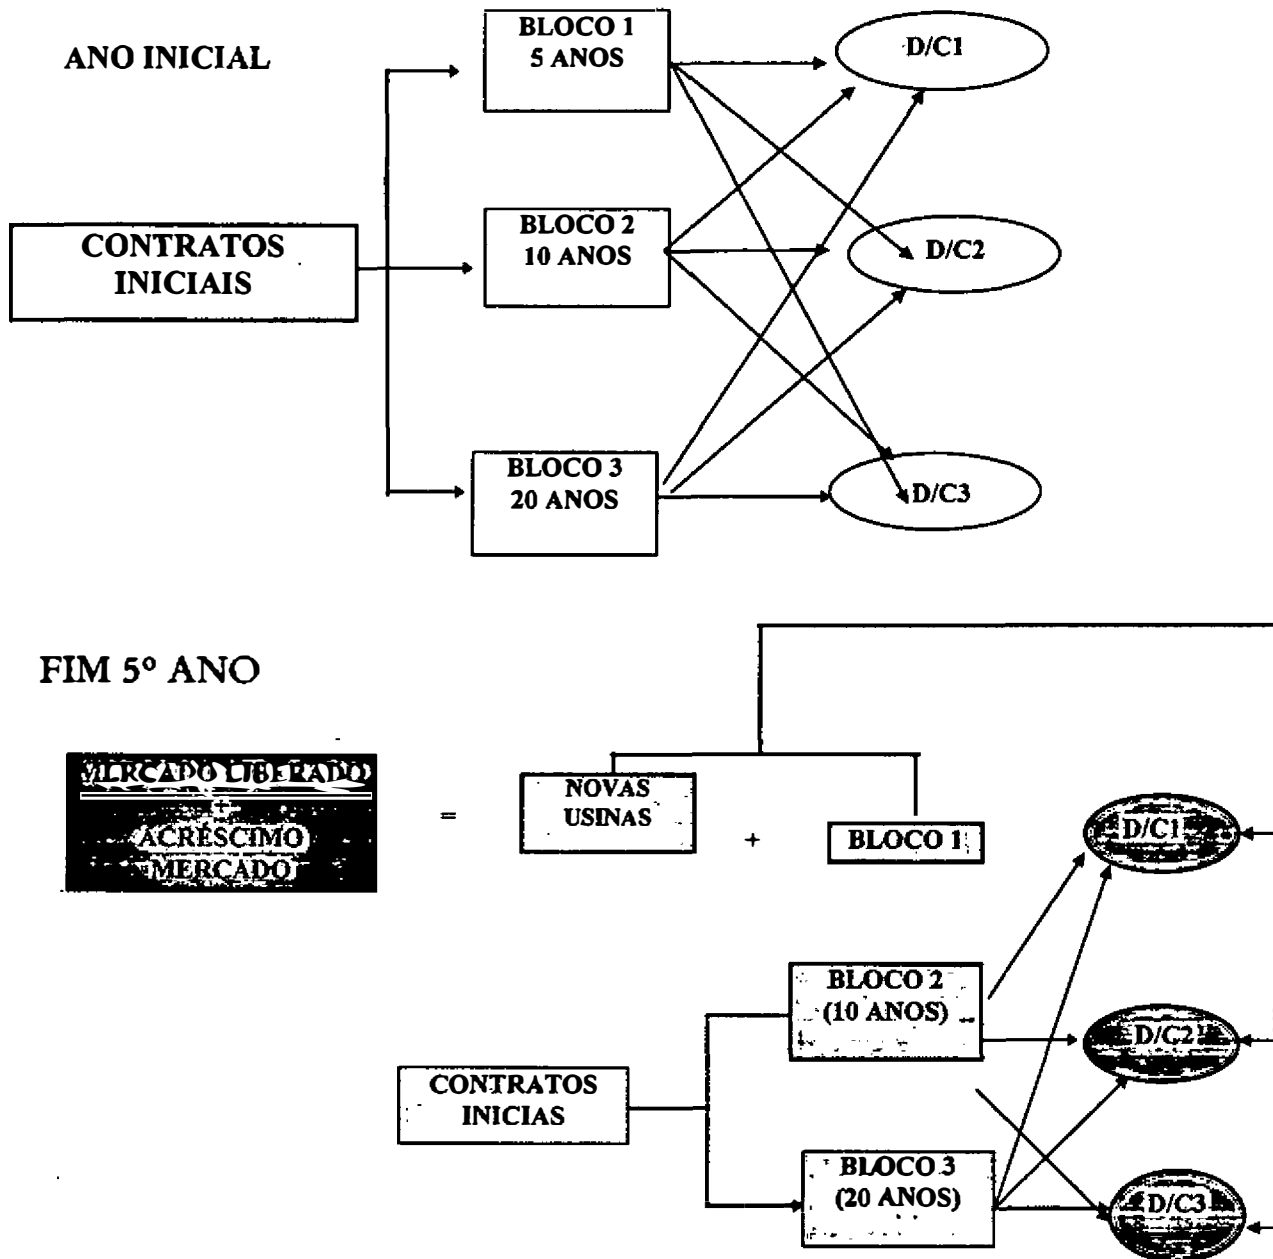 ANO INICIAL
BLOCO 1
5 ANOS
D/C1
CONTRATOS
INICIAIS
BLOCO 2
10 ANOS
D/C2
BLOCO 3
20 ANOS
D/C3
FIM 5º ANO
MERCADO LIBERADO
+
ACRÉSCIMO
MERCADO
=
NOVAS
USINAS
+
BLOCO 1
D/C1
BLOCO 2
(10 ANOS)
D/C2
CONTRATOS
INICIAS
BLOCO 3
(20 ANOS)
D/C3